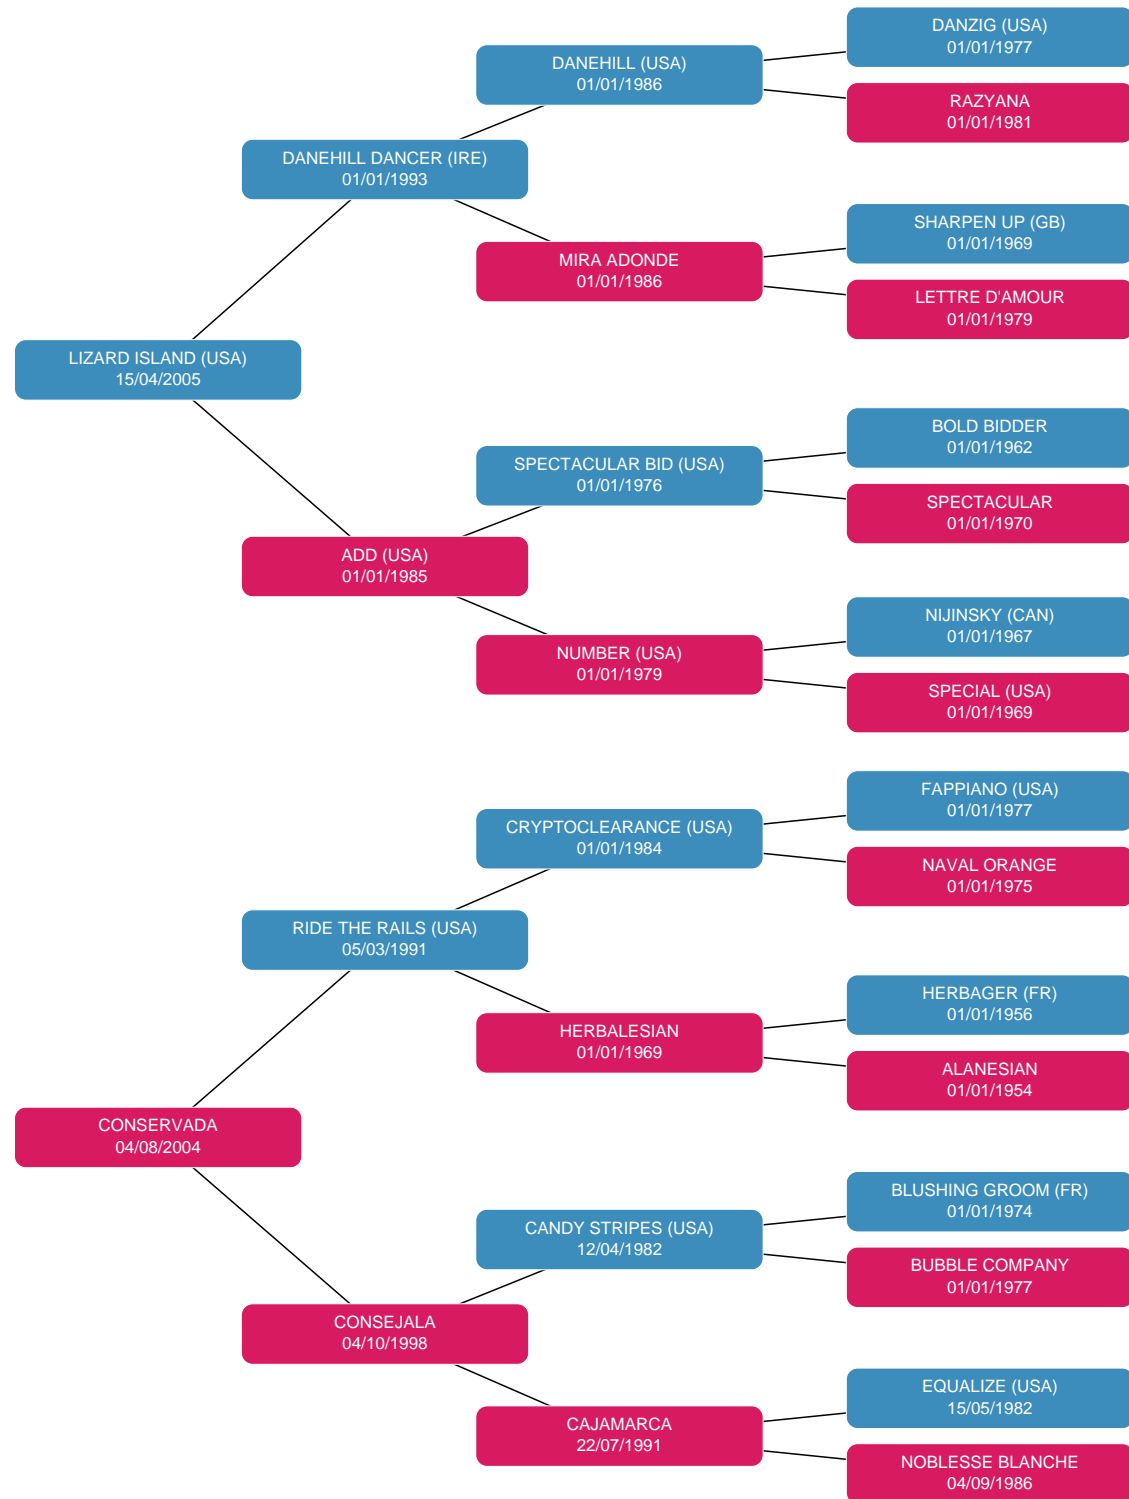 DANZIG (USA)
01/01/1977
DANEHILL (USA)
01/01/1986
RAZYANA
01/01/1981
DANEHILL DANCER (IRE)
01/01/1993
SHARPEN UP (GB)
01/01/1969
MIRA ADONDE
01/01/1986
LETTRE D'AMOUR
01/01/1979
LIZARD ISLAND (USA)
15/04/2005
BOLD BIDDER
01/01/1962
SPECTACULAR BID (USA)
01/01/1976
SPECTACULAR
01/01/1970
ADD (USA)
01/01/1985
NIJINSKY (CAN)
01/01/1967
NUMBER (USA)
01/01/1979
SPECIAL (USA)
01/01/1969
FAPPIANO (USA)
01/01/1977
CRYPTOCLEARANCE (USA)
01/01/1984
NAVAL ORANGE
01/01/1975
RIDE THE RAILS (USA)
05/03/1991
HERBAGER (FR)
01/01/1956
HERBALESIAN
01/01/1969
ALANESIAN
01/01/1954
CONSERVADA
04/08/2004
BLUSHING GROOM (FR)
01/01/1974
CANDY STRIPES (USA)
12/04/1982
BUBBLE COMPANY
01/01/1977
CONSEJALA
04/10/1998
EQUALIZE (USA)
15/05/1982
CAJAMARCA
22/07/1991
NOBLESSE BLANCHE
04/09/1986